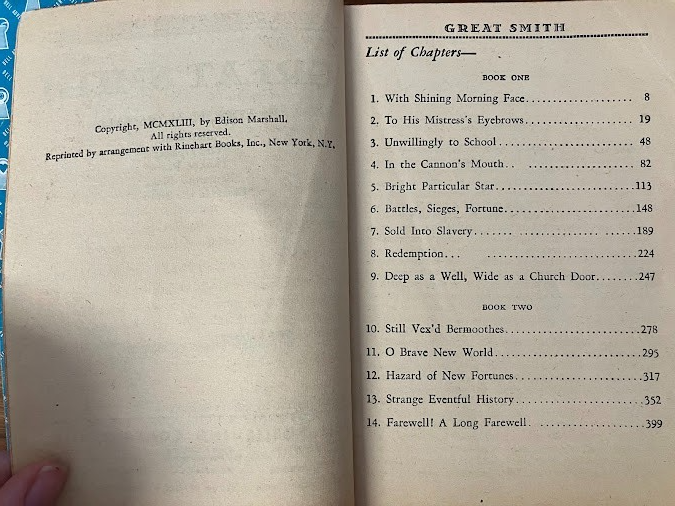 Copyright, MCMXLIII, by Edison Marshall.
All rights reserved.
Reprinted by arrangement with Rinehart Books, Inc., New York, N.Y.
GREAT SMITH
List of Chapters—
BOOK ONE
1. With Shining Morning Face.................... 8
2. To His Mistress's Eyebrows.................... 19
3. Unwillingly to School.......................... 48
4. In the Cannon's Mouth.. .................... 82
5. Bright Particular Star...........................113
6. Battles, Sieges, Fortune.........................148
7. Sold Into Slavery....... ..................... ......189
8. Redemption... ...........................224
9. Deep as a Well, Wide as a Church Door.......247
BOOK TWO
10. Still Vex'd Bermoothes.........................278
11. O Brave New World...........................295
12. Hazard of New Fortunes.......................317
13. Strange Eventful History.......................352
14. Farewell! A Long Farewell. ....................399